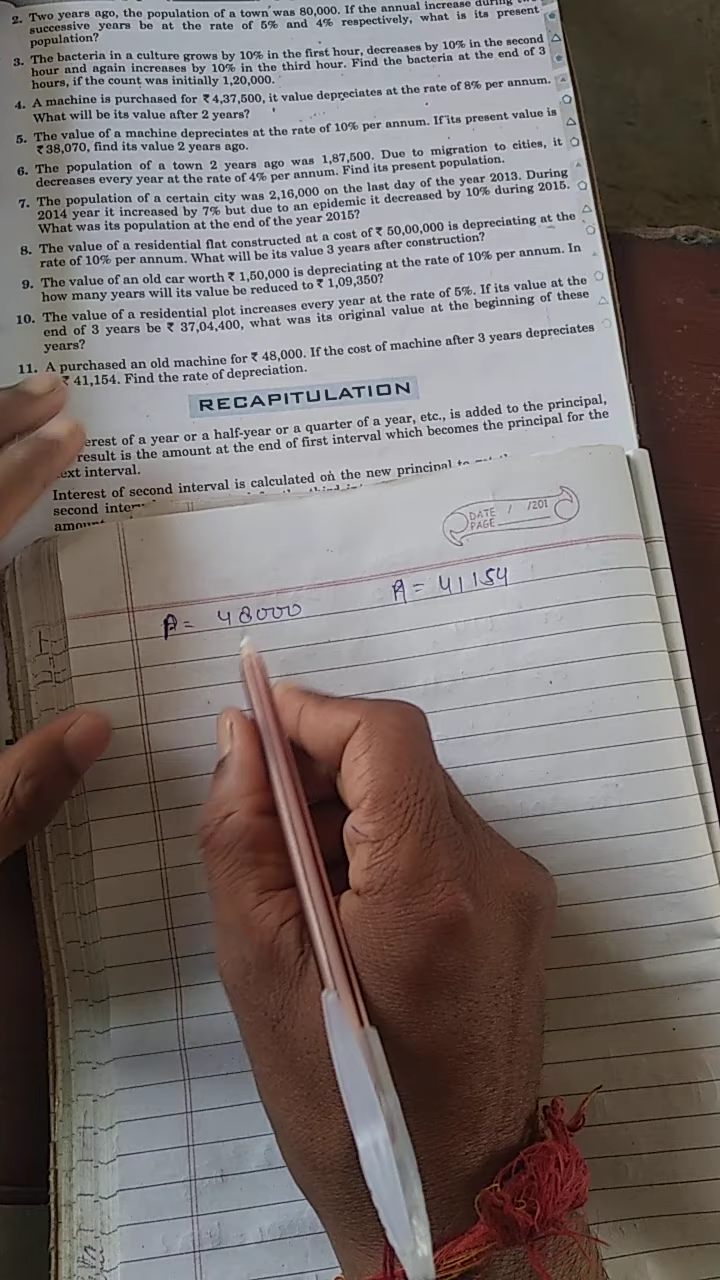 2. Two years ago, the population of a town was 80,000. If the annual increase during
successive years be at the rate of 5% and 4% respectively, what is its present
population?
3. The bacteria in a culture grows by 10% in the first hour, decreases by 10% in the second
hour and again increases by 10% in the third hour. Find the bacteria at the end of 3
hours, if the count was initially 1,20,000.
4. A machine is purchased for ₹ 4,37,500, it value depreciates at the rate of 8% per annum.
What will be its value after 2 years?
5. The value of a machine depreciates at the rate of 10% per annum. If its present value is
₹ 38,070, find its value 2 years ago.
6. The population of a town 2 years ago was 1,87,500. Due to migration to cities, it
decreases every year at the rate of 4% per annum. Find its present population.
7. The population of a certain city was 2,16,000 on the last day of the year 2013. During
2014 year it increased by 7% but due to an epidemic it decreased by 10% during 2015.
What was its population at the end of the year 2015?
8. The value of a residential flat constructed at a cost of ₹ 50,00,000 is depreciating at the
rate of 10% per annum. What will be its value 3 years after construction?
9. The value of an old car worth ₹ 1,50,000 is depreciating at the rate of 10% per annum. In
how many years will its value be reduced to ₹ 1,09,350?
10. The value of a residential plot increases every year at the rate of 5%. If its value at the
end of 3 years be ₹ 37,04,400, what was its original value at the beginning of these
years?
11. A purchased an old machine for ₹ 48,000. If the cost of machine after 3 years depreciates
₹ 41,154. Find the rate of depreciation.
RECAPITULATION
erest of a year or a half-year or a quarter of a year, etc., is added to the principal,
result is the amount at the end of first interval which becomes the principal for the
ext interval.
Interest of second interval is calculated on the new principal
second inter
amoun
DATE / /201
PAGE
P = 48000 A = 41154